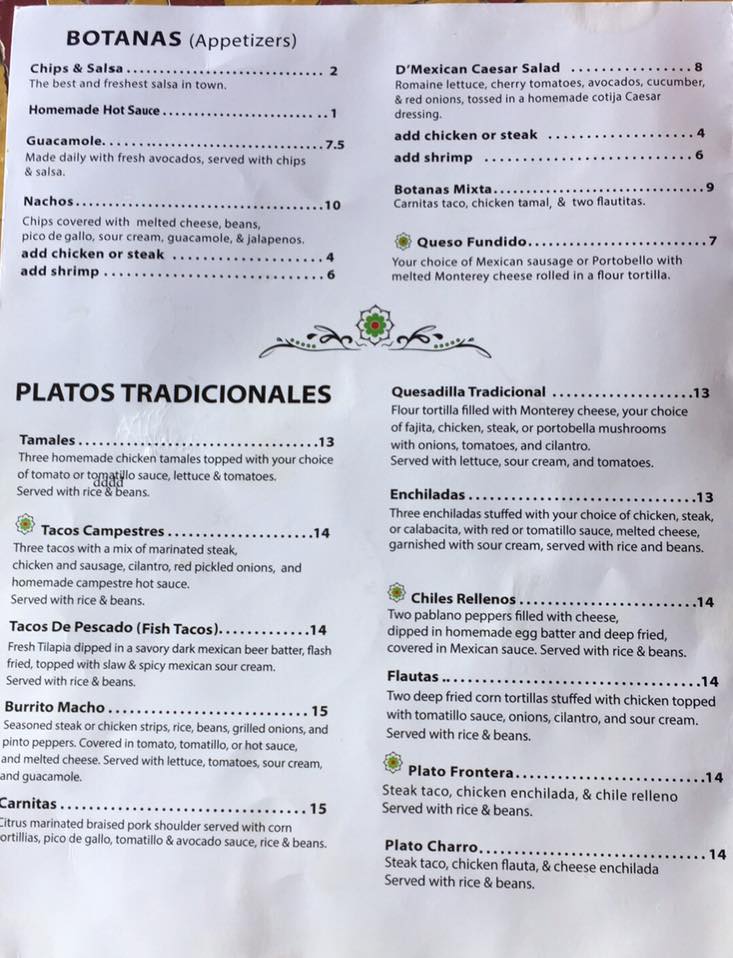 BOTANAS (Appetizers)
Chips & Salsa............................. 2
The best and freshest salsa in town.
Homemade Hot Sauce........................1
Guacamole................................7.5
Made daily with fresh avocados, served with chips
& salsa.
Nachos...................................10
Chips covered with melted cheese, beans,
pico de gallo, sour cream, guacamole, & jalapenos.
add chicken or steak ......................4
add shrimp ...............................6
D'Mexican Caesar Salad ................8
Romaine lettuce, cherry tomatoes, avocados, cucumber,
& red onions, tossed in a homemade cotija Caesar
dressing.
add chicken or steak ....................4
add shrimp ............................6
Botanas Mixta..............................9
Carnitas taco, chicken tamal, & two flautitas.
Queso Fundido.........................7
Your choice of Mexican sausage or Portobello with
melted Monterey cheese rolled in a flour tortilla.
PLATOS TRADICIONALES
Tamales..................................13
Three homemade chicken tamales topped with your choice
of tomato or tomatillo sauce, lettuce & tomatoes.
dddd
Served with rice & beans.
Tacos Campestres....................14
Three tacos with a mix of marinated steak,
chicken and sausage, cilantro, red pickled onions, and
homemade campestre hot sauce.
Served with rice & beans.
Tacos De Pescado (Fish Tacos)............14
Fresh Tilapia dipped in a savory dark mexican beer batter, flash
fried, topped with slaw & spicy mexican sour cream.
Served with rice & beans.
Burrito Macho ............................ 15
Seasoned steak or chicken strips, rice, beans, grilled onions, and
pinto peppers. Covered in tomato, tomatillo, or hot sauce,
and melted cheese. Served with lettuce, tomatoes, sour cream,
and guacamole.
Carnitas .................................. 15
Citrus marinated braised pork shoulder served with corn
ortillias, pico de gallo, tomatillo & avocado sauce, rice & beans.
Quesadilla Tradicional ...................13
Flour tortilla filled with Monterey cheese, your choice
of fajita, chicken, steak, or portabella mushrooms
with onions, tomatoes, and cilantro.
Served with lettuce, sour cream, and tomatoes.
Enchiladas ...............................13
Three enchiladas stuffed with your choice of chicken, steak,
or calabacita, with red or tomatillo sauce, melted cheese,
garnished with sour cream, served with rice and beans.
Chiles Rellenos........................14
Two pablano peppers filled with cheese,
dipped in homemade egg batter and deep fried,
covered in Mexican sauce. Served with rice & beans.
Flautas ...................................14
Two deep fried corn tortillas stuffed with chicken topped
with tomatillo sauce, onions, cilantro, and sour cream.
Served with rice & beans.
Plato Frontera..........................14
Steak taco, chicken enchilada, & chile relleno
Served with rice & beans.
Plato Charro............................... 14
Steak taco, chicken flauta, & cheese enchilada
Served with rice & beans.